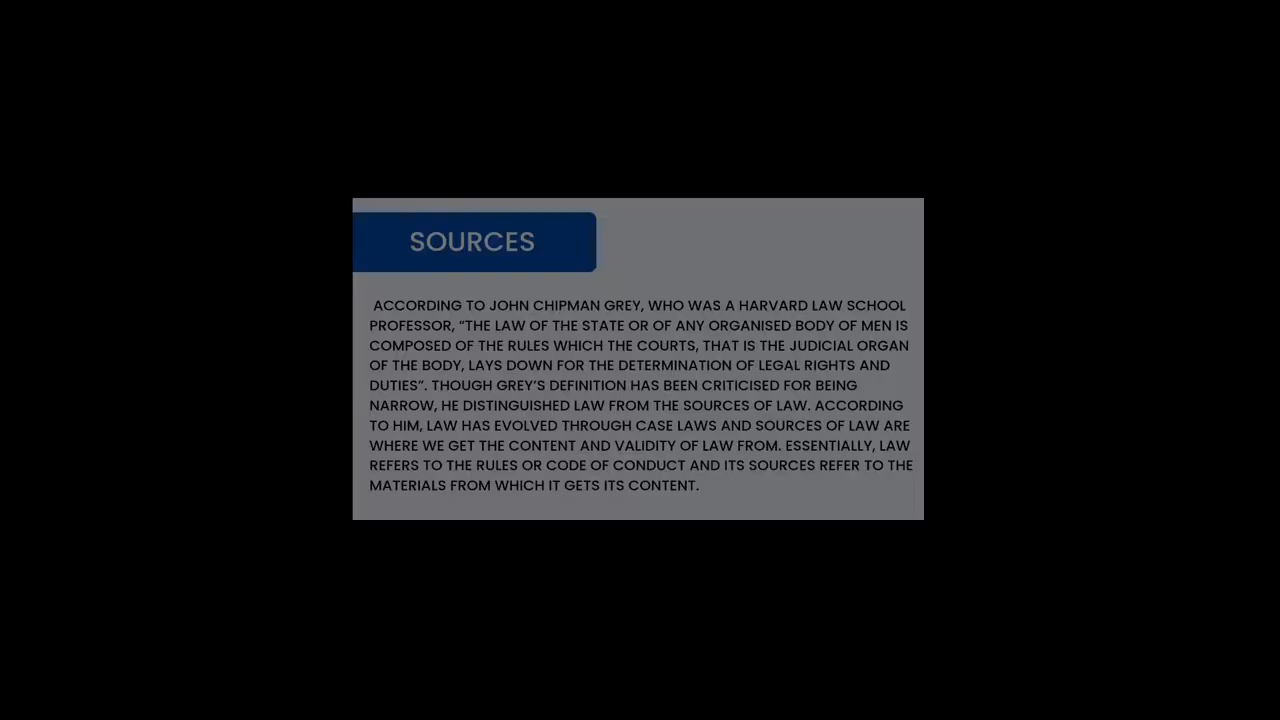 SOURCES
ACCORDING TO JOHN CHIPMAN GREY, WHO WAS A HARVARD LAW SCHOOL
PROFESSOR, “THE LAW OF THE STATE OR OF ANY ORGANISED BODY OF MEN IS
COMPOSED OF THE RULES WHICH THE COURTS, THAT IS THE JUDICIAL ORGAN
OF THE BODY, LAYS DOWN FOR THE DETERMINATION OF LEGAL RIGHTS AND
DUTIES”. THOUGH GREY’S DEFINITION HAS BEEN CRITICISED FOR BEING
NARROW, HE DISTINGUISHED LAW FROM THE SOURCES OF LAW. ACCORDING
TO HIM, LAW HAS EVOLVED THROUGH CASE LAWS AND SOURCES OF LAW ARE
WHERE WE GET THE CONTENT AND VALIDITY OF LAW FROM. ESSENTIALLY, LAW
REFERS TO THE RULES OR CODE OF CONDUCT AND ITS SOURCES REFER TO THE
MATERIALS FROM WHICH IT GETS ITS CONTENT.